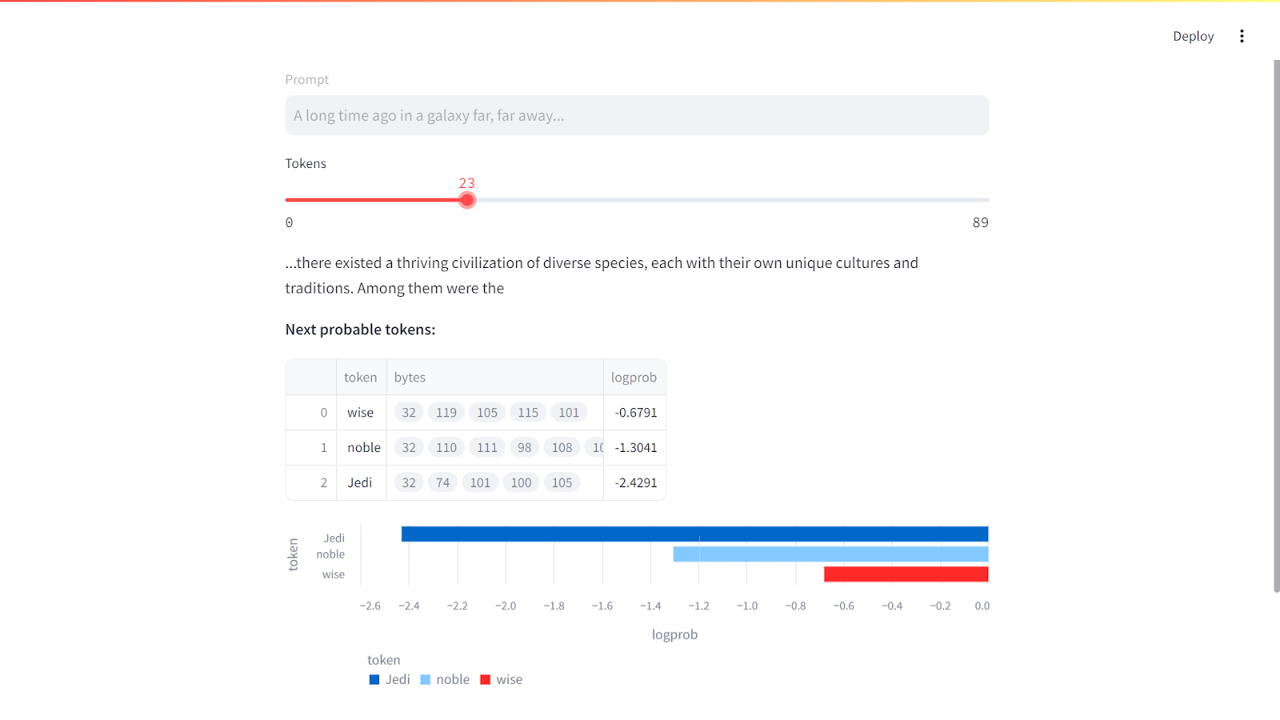 Deploy
Prompt
A long time ago in a galaxy far, far away...
Tokens
23
0 89
...there existed a thriving civilization of diverse species, each with their own unique cultures and
traditions. Among them were the
Next probable tokens:
token bytes logprob
0 wise 32 119 105 115 101 -0.6791
1 noble 32 110 111 98 108 -1.3041
2 Jedi 32 74 101 100 105 -2.4291
token
Jedi
noble
wise
−2.6 −2.4 −2.2 −2.0 −1.8 −1.6 −1.4 −1.2 −1.0 −0.8 −0.6 −0.4 −0.2 0.0
logprob
token
Jedi noble wise